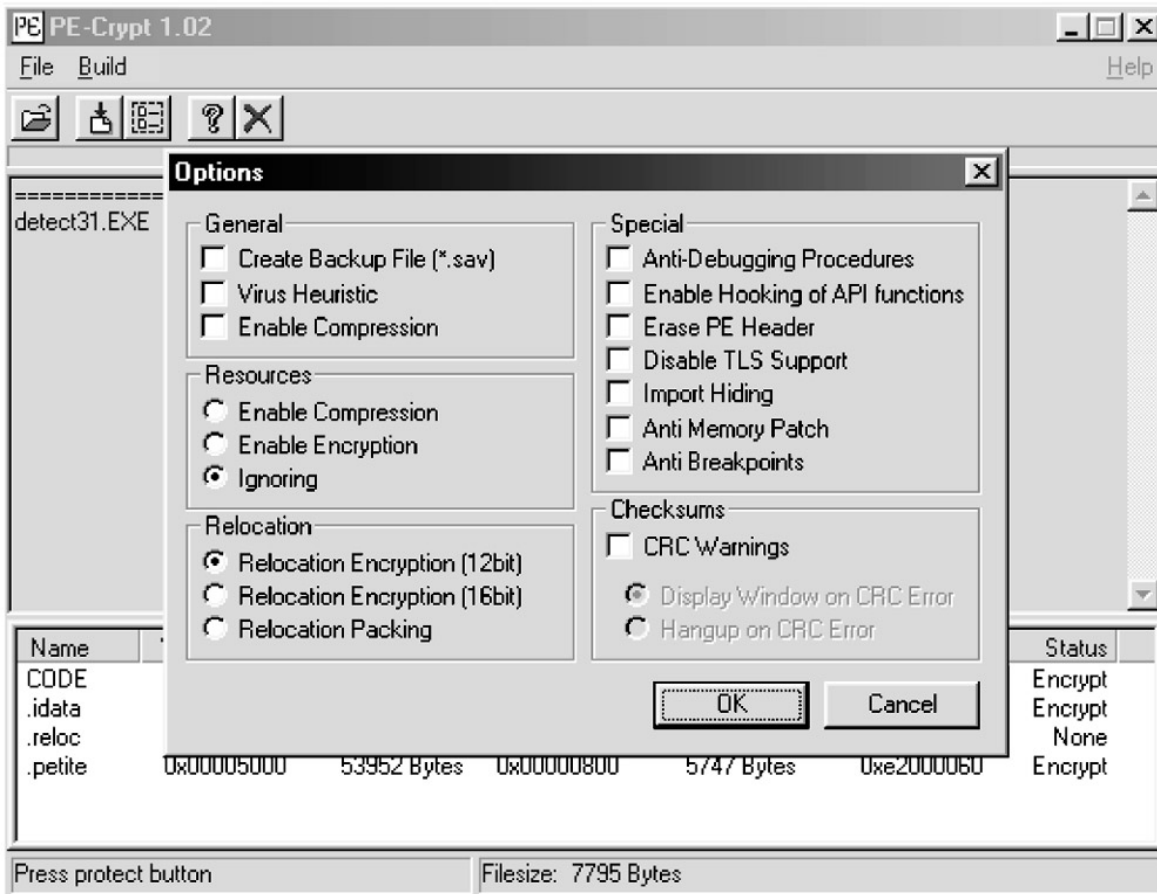 PE PE-Crypt 1.02
File Build Help
Options
==============
detect31.EXE
General
Create Backup File (*.sav)
Virus Heuristic
Enable Compression
Resources
Enable Compression
Enable Encryption
Ignoring
Relocation
Relocation Encryption (12bit)
Relocation Encryption (16bit)
Relocation Packing
Special
Anti-Debugging Procedures
Enable Hooking of API functions
Erase PE Header
Disable TLS Support
Import Hiding
Anti Memory Patch
Anti Breakpoints
Checksums
CRC Warnings
Display Window on CRC Error
Hangup on CRC Error
OK Cancel
Name Status
CODE Encrypt
.idata Encrypt
.reloc None
.petite 0x00005000 53952 Bytes 0x00000800 5747 Bytes 0xe2000060 Encrypt
Press protect button Filesize: 7795 Bytes